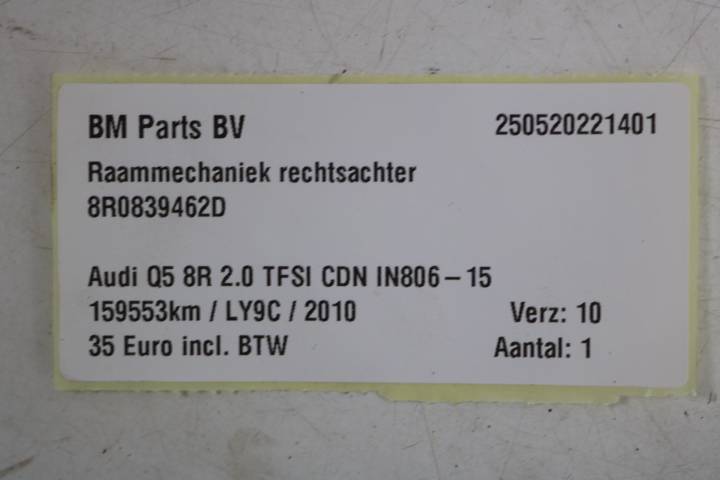 BM Parts BV 250520221401
Raammechaniek rechtsachter
8R0839462D
Audi Q5 8R 2.0 TFSI CDN IN806-15
159553km / LY9C / 2010 Verz: 10
35 Euro incl. BTW Aantal: 1